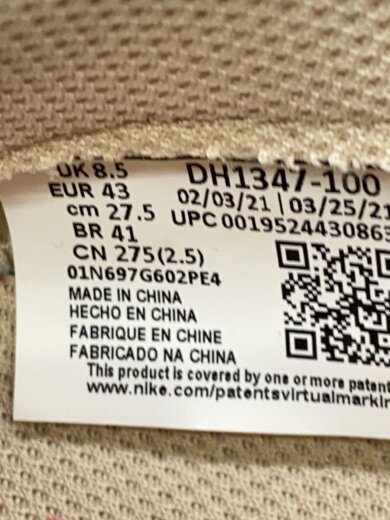 UK 8.5 DH1347-100
EUR 43 02/03/21 | 03/25/21
cm 27.5 UPC 0019524430863
BR 41
CN 275(2.5)
01N697G602PE4
MADE IN CHINA
HECHO EN CHINA
FABRIQUE EN CHINE
FABRICADO NA CHINA
This product is covered by one or more patent
www.nike.com/patentsvirtualmarkin